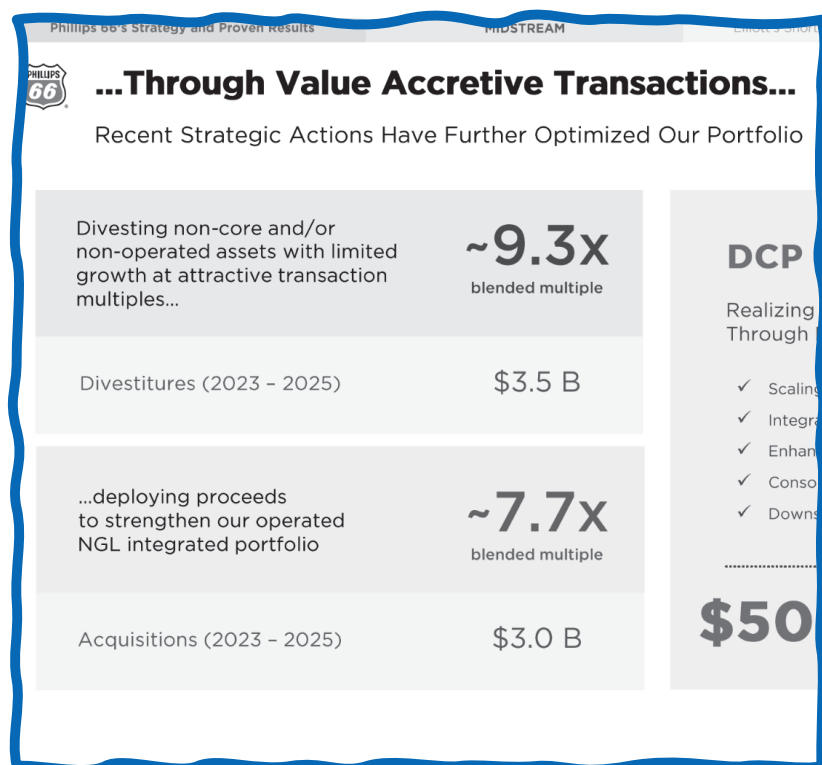 Phillips 66's Strategy and Proven Results
MIDSTREAM
Elliott's Short
PHILLIPS
66
...Through Value Accretive Transactions...
Recent Strategic Actions Have Further Optimized Our Portfolio
Divesting non-core and/or
non-operated assets with limited
growth at attractive transaction
multiples...
~9.3x
blended multiple
Divestitures (2023 – 2025)
$3.5 B
...deploying proceeds
to strengthen our operated
NGL integrated portfolio
~7.7x
blended multiple
Acquisitions (2023 – 2025)
$3.0 B
DCP
Realizing
Through
✓ Scaling
✓ Integra
✓ Enhan
✓ Conso
✓ Downs
$50